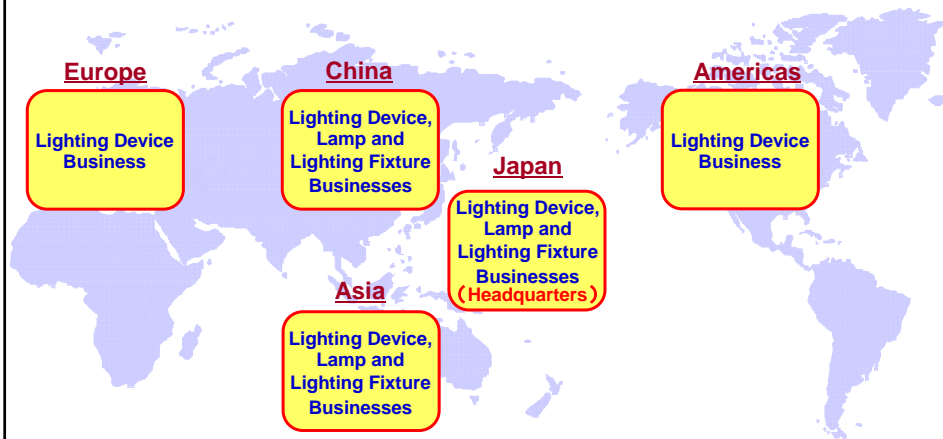 Europe
Lighting Device
Business
China
Lighting Device,
Lamp and
Lighting Fixture
Businesses
Japan
Lighting Device,
Lamp and
Lighting Fixture
Businesses
(Headquarters)
Americas
Lighting Device
Business
Asia
Lighting Device,
Lamp and
Lighting Fixture
Businesses